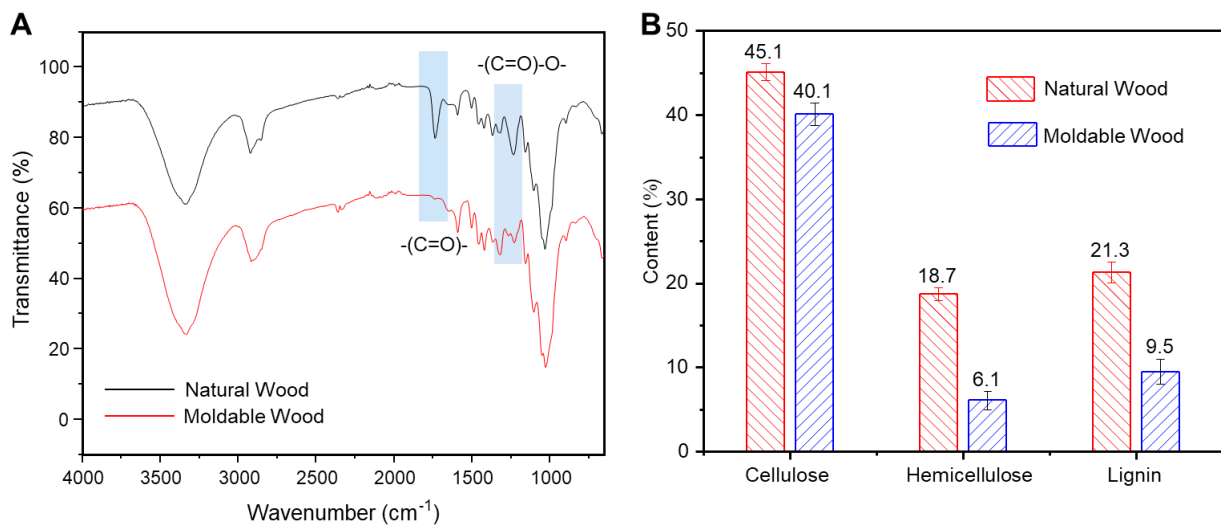 A
Transmittance (%)
100
80
60
40
20
0
-(C=O)-O-
-(C=O)-
Natural Wood
Moldable Wood
4000 3500 3000 2500 2000 1500 1000
Wavenumber (cm⁻¹)
B
Content (%)
50
40
30
20
10
0
45.1
40.1
18.7
6.1
21.3
9.5
Natural Wood
Moldable Wood
Cellulose Hemicellulose Lignin